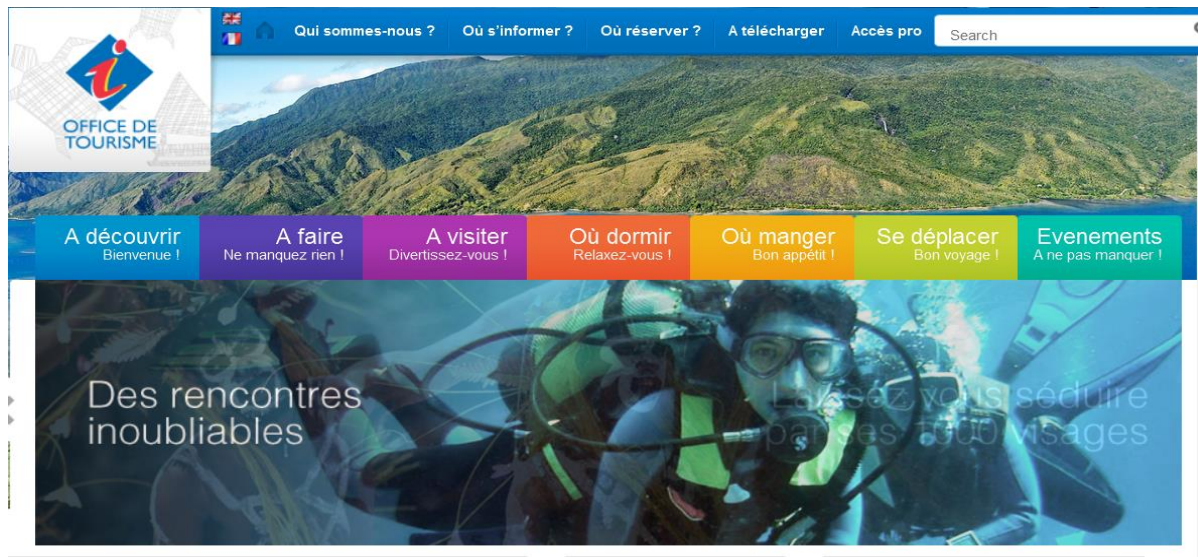 OFFICE DE
TOURISME
Qui sommes-nous ? Où s'informer ? Où réserver ? A télécharger Accès pro Search
A découvrir
Bienvenue !
A faire
Ne manquez rien !
A visiter
Divertissez-vous !
Où dormir
Relaxez-vous !
Où manger
Bon appétit !
Se déplacer
Bon voyage !
Evenements
A ne pas manquer !
Des rencontres
inoubliables
Laissez vous séduire
par ses 1000 visages